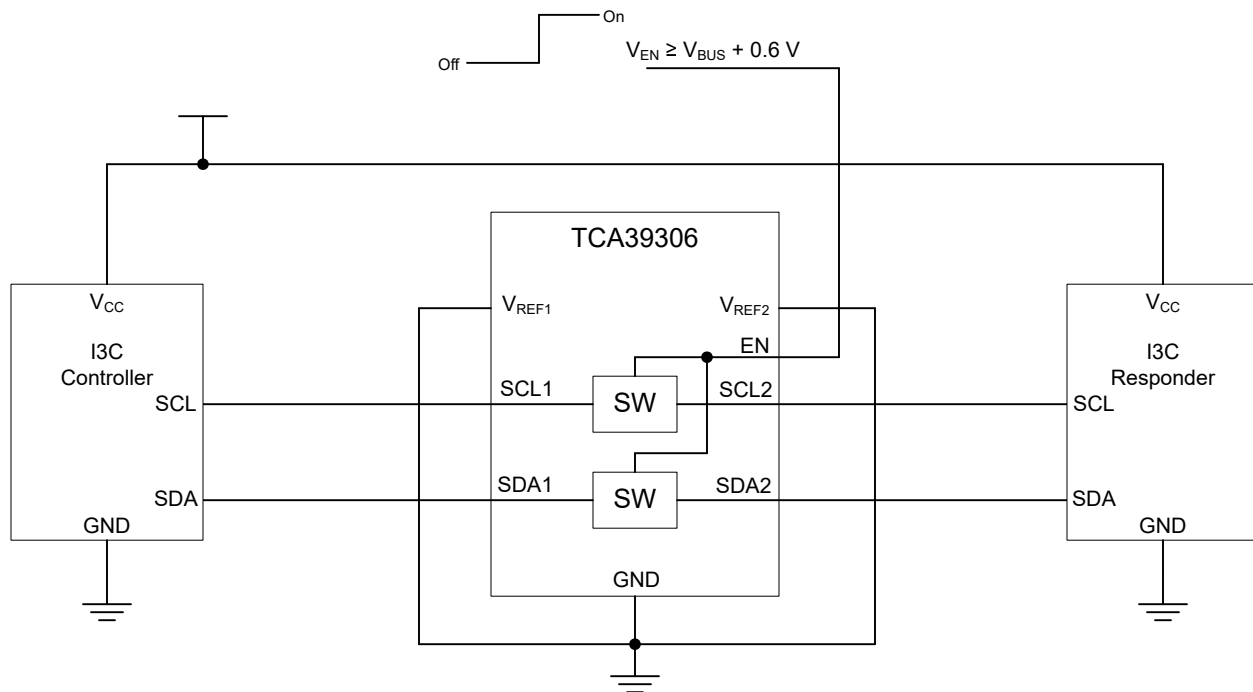 On
Off
V_EN ≥ V_BUS + 0.6 V
TCA39306
V_CC
I3C
Controller
SCL
SDA
GND
V_REF1
V_REF2
EN
SCL1
SW
SCL2
SDA1
SW
SDA2
GND
V_CC
I3C
Responder
SCL
SDA
GND